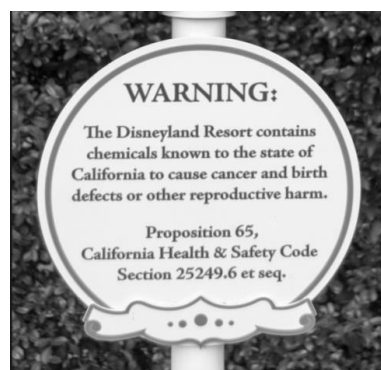 WARNING:
The Disneyland Resort contains
chemicals known to the state of
California to cause cancer and birth
defects or other reproductive harm.
Proposition 65,
California Health & Safety Code
Section 25249.6 et seq.